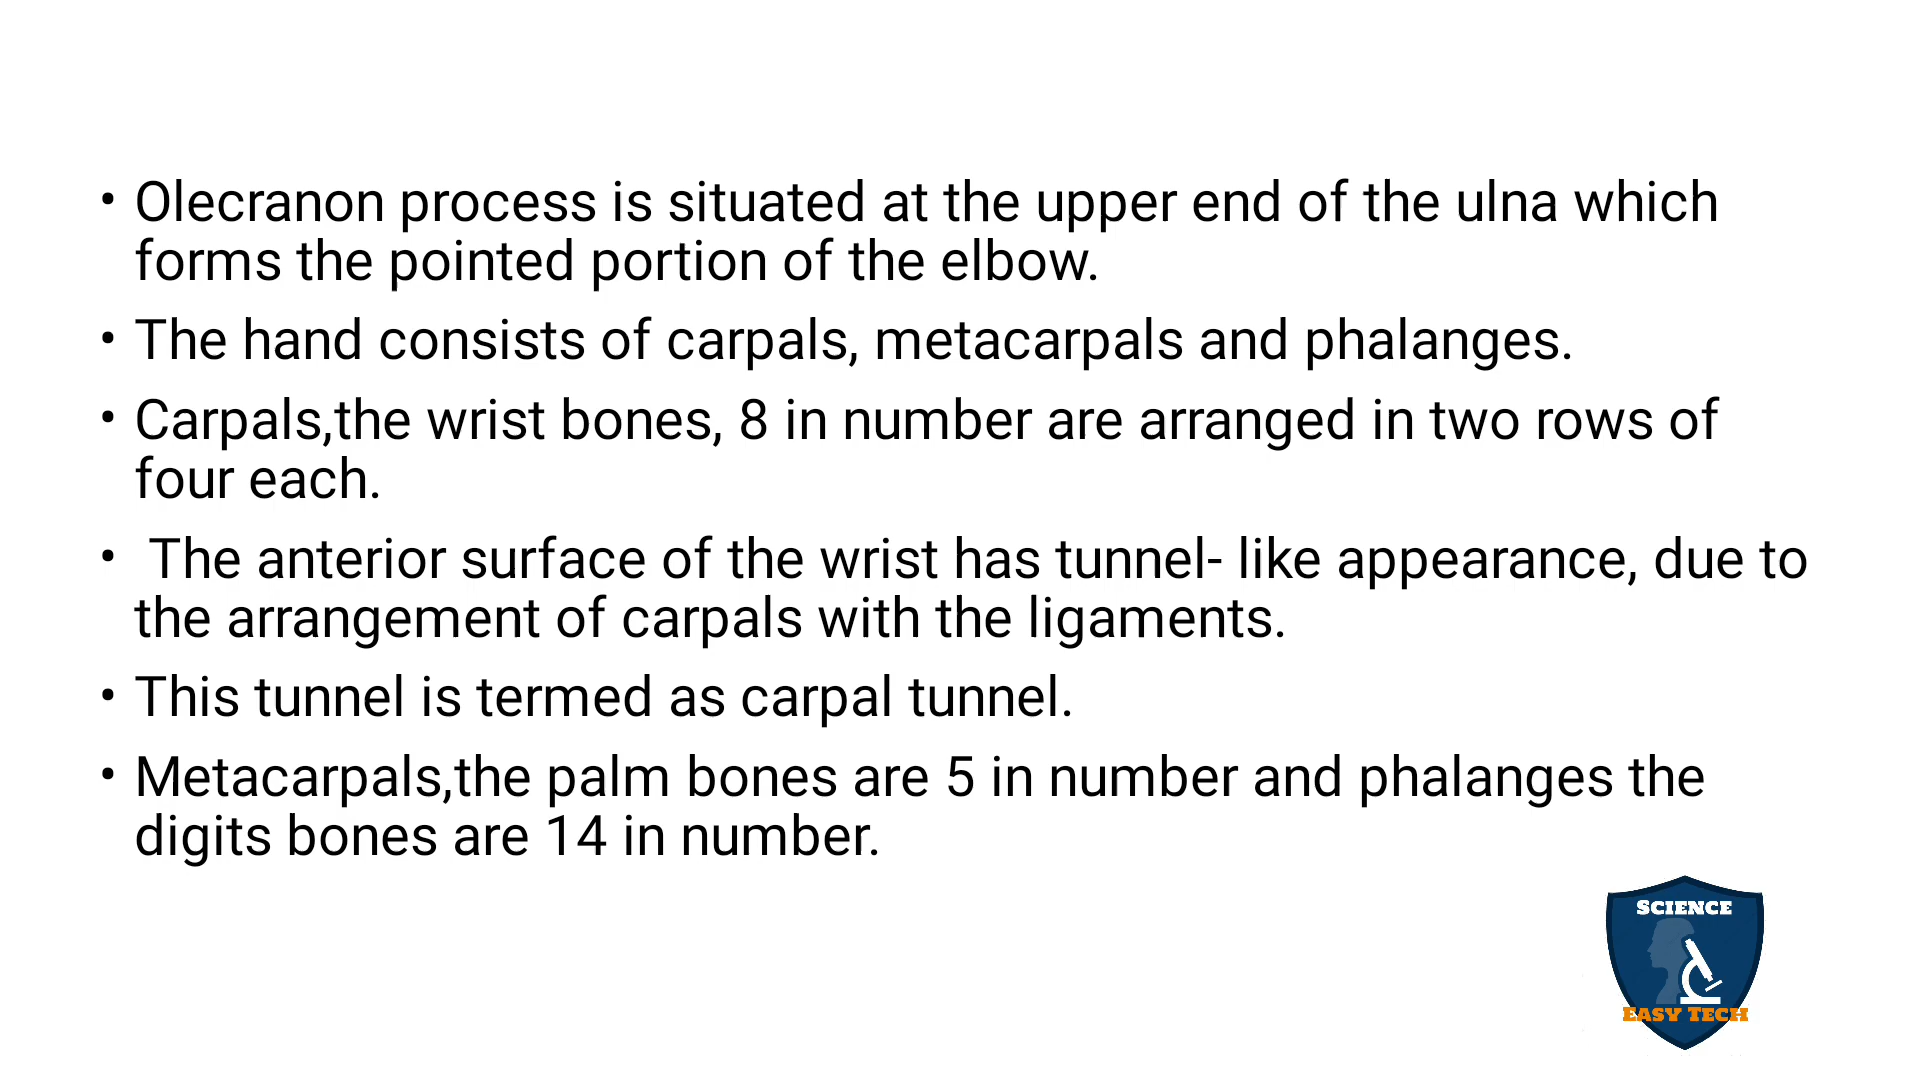 • Olecranon process is situated at the upper end of the ulna which
forms the pointed portion of the elbow.
• The hand consists of carpals, metacarpals and phalanges.
• Carpals,the wrist bones, 8 in number are arranged in two rows of
four each.
• The anterior surface of the wrist has tunnel- like appearance, due to
the arrangement of carpals with the ligaments.
• This tunnel is termed as carpal tunnel.
• Metacarpals,the palm bones are 5 in number and phalanges the
digits bones are 14 in number.
SCIENCE
EASY TECH